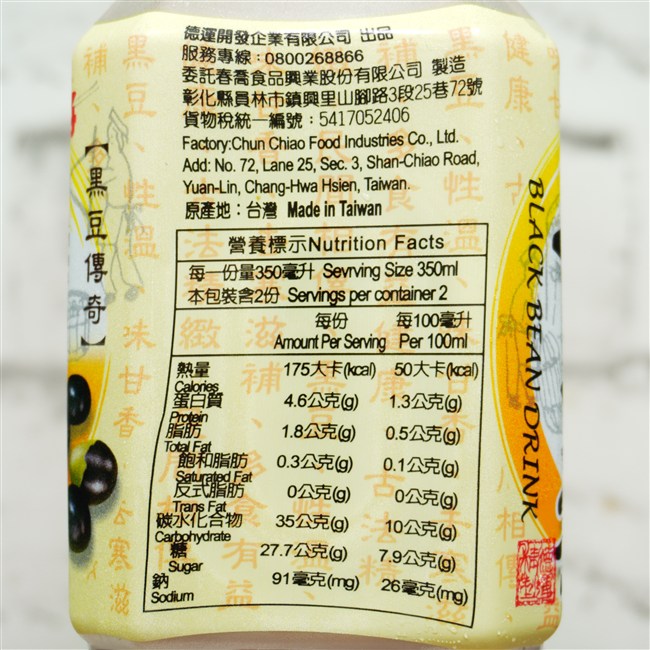 德運開發企業有限公司 出品
服務專線：0800268866
委託春喬食品興業股份有限公司 製造
彰化縣員林市鎮興里山腳路3段25巷72號
貨物稅統一編號：5417052406
Factory:Chun Chiao Food Industries Co., Ltd.
Add: No. 72, Lane 25, Sec. 3, Shan-Chiao Road,
Yuan-Lin, Chang-Hwa Hsien, Taiwan.
原產地：台灣 Made in Taiwan
營養標示Nutrition Facts
每一份量350毫升 Sevrving Size 350ml
本包裝含2份 Servings per container 2
每份 每100毫升
Amount Per Serving Per 100ml
熱量 175大卡(kcal) 50大卡(kcal)
Calories
蛋白質 4.6公克(g) 1.3公克(g)
Protein
脂肪 1.8公克(g) 0.5公克(g)
Total Fat
飽和脂肪 0.3公克(g) 0.1公克(g)
Saturated Fat
反式脂肪 0公克(g) 0公克(g)
Trans Fat
碳水化合物 35公克(g) 10公克(g)
Carbohydrate
糖 27.7公克(g) 7.9公克(g)
Sugar
鈉 91毫克(mg) 26毫克(mg)
Sodium
【黑豆傳奇】
BLACK BEAN DRINK
黑豆、性溫、味甘香